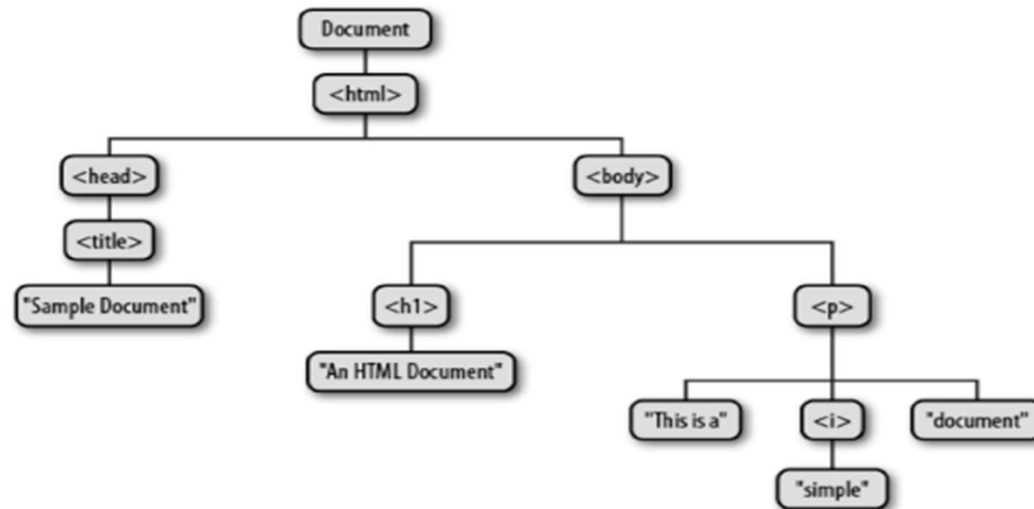 Document
<html>
<head>
<body>
<title>
"Sample Document"
<h1>
<p>
"An HTML Document"
"This is a"
<i>
"document"
"simple"